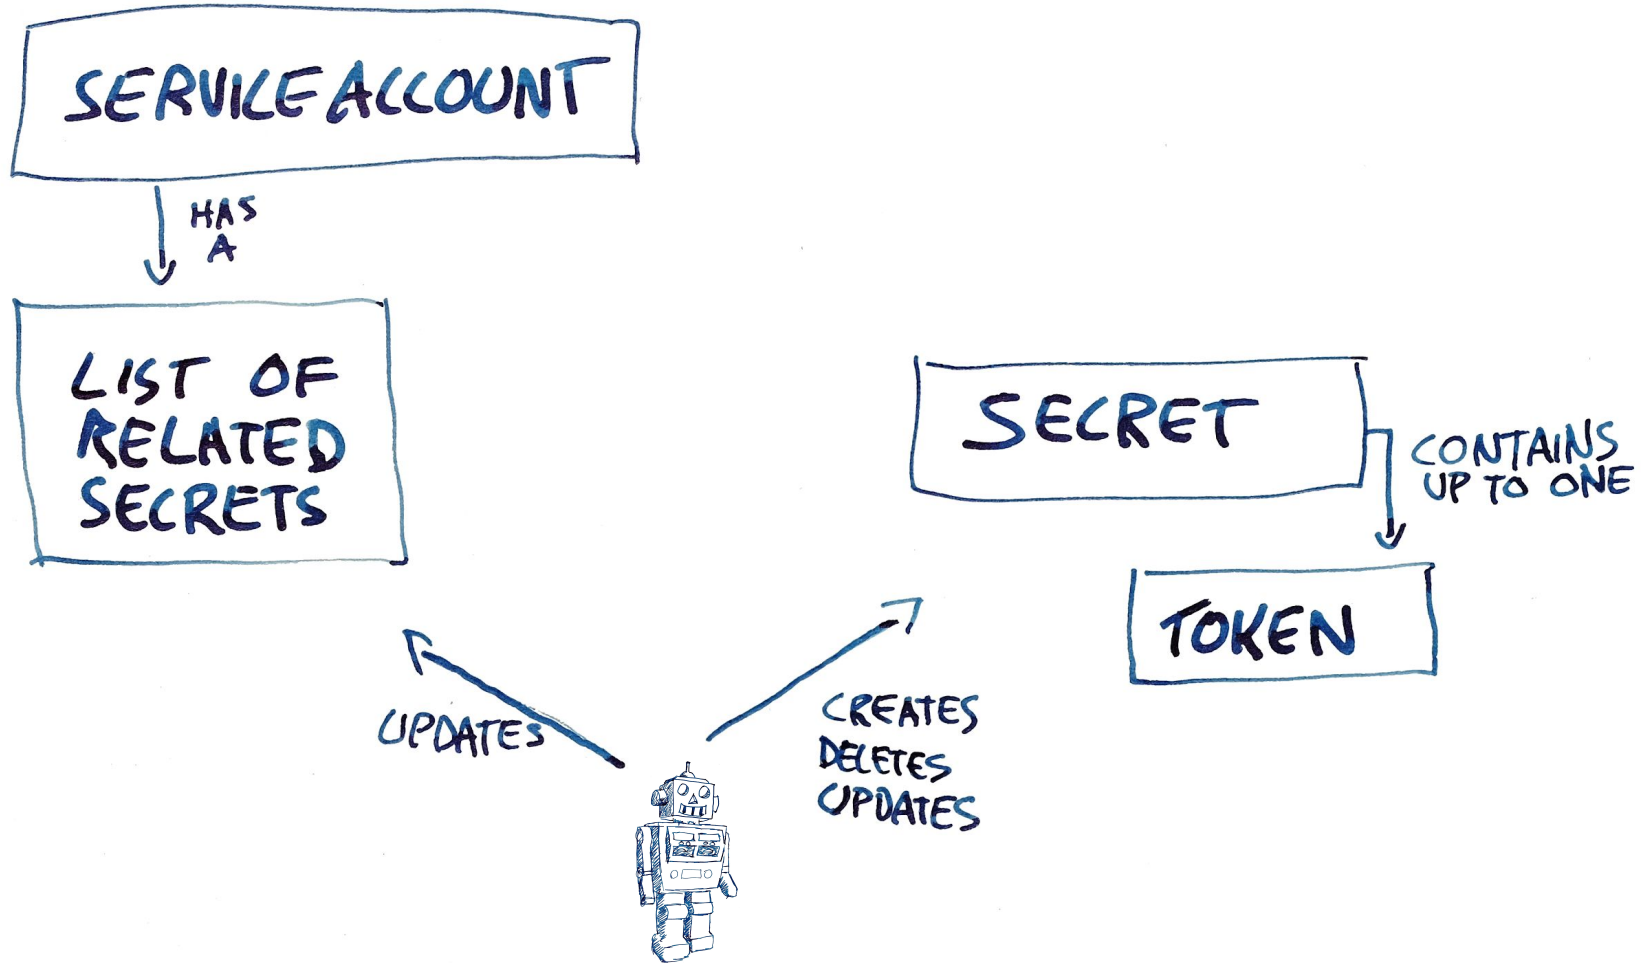 SERVICE ACCOUNT
HAS
A
LIST OF
RELATED
SECRETS
SECRET
CONTAINS
UP TO ONE
TOKEN
UPDATES
CREATES
DELETES
UPDATES